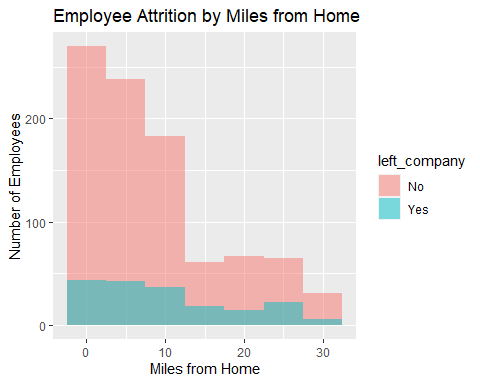 Employee Attrition by Miles from Home
Number of Employees
200
100
0
0 10 20 30
Miles from Home
left_company
No
Yes